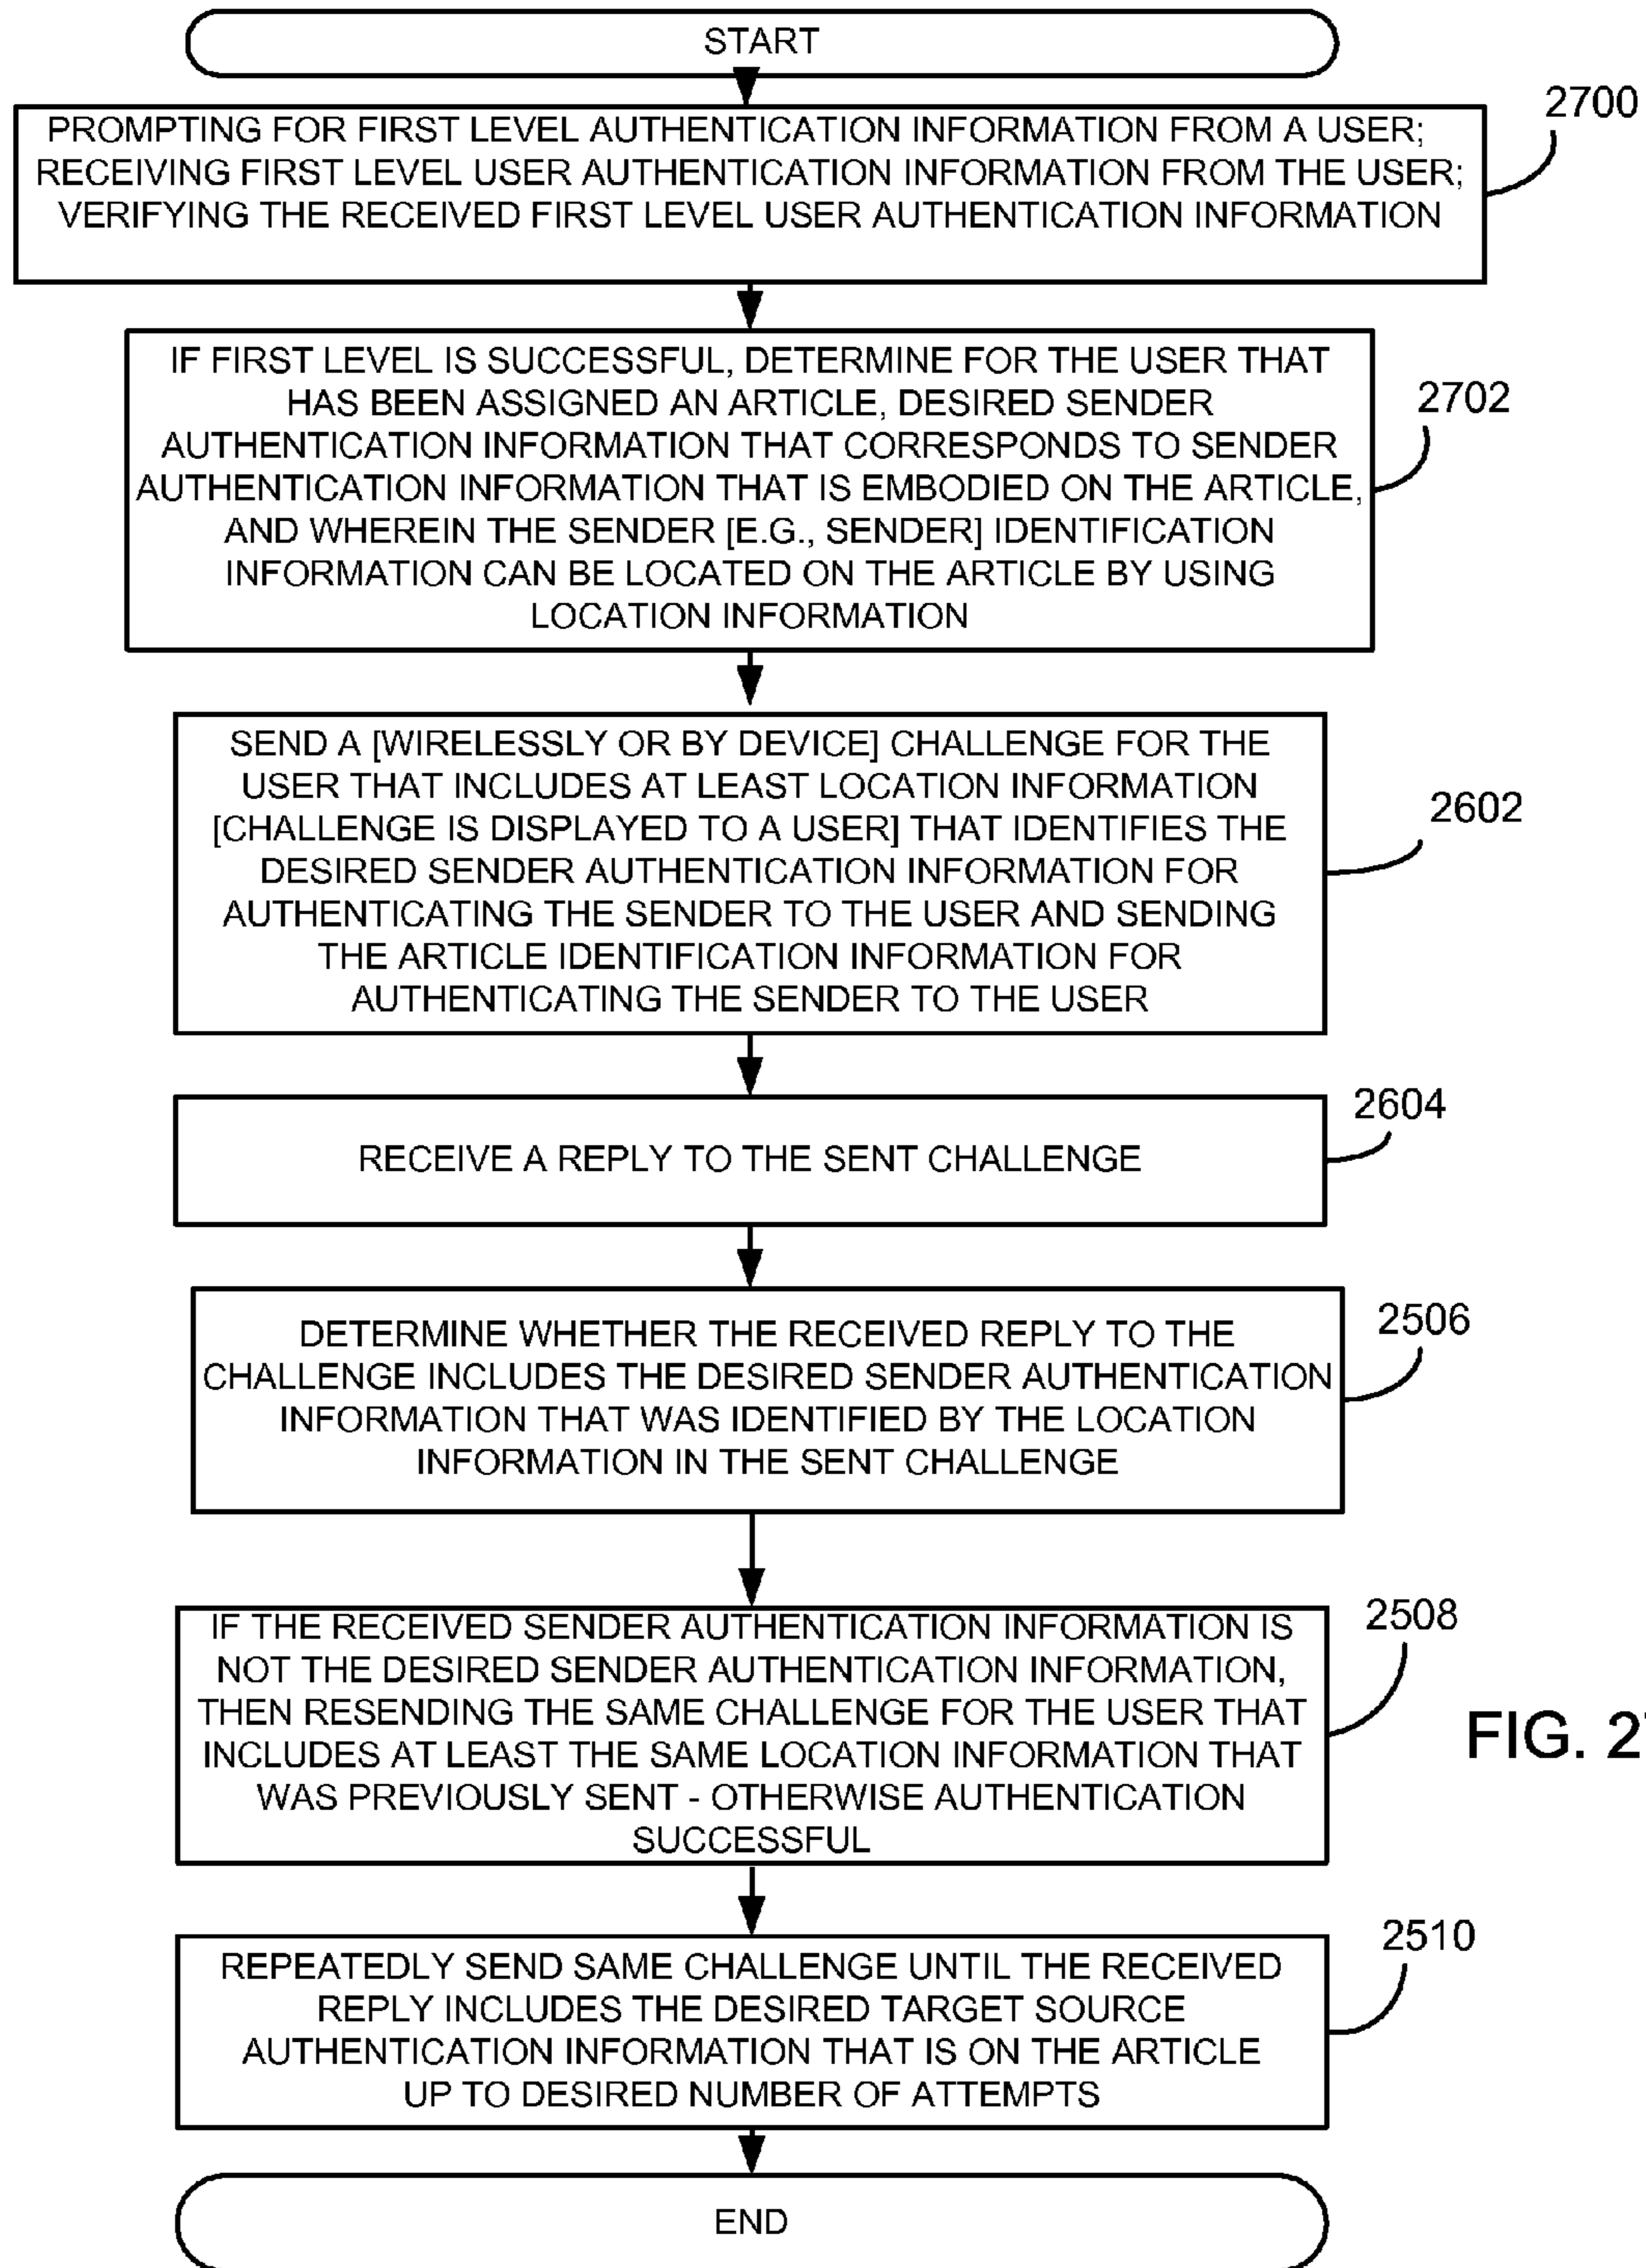 START
2700
PROMPTING FOR FIRST LEVEL AUTHENTICATION INFORMATION FROM A USER;
RECEIVING FIRST LEVEL USER AUTHENTICATION INFORMATION FROM THE USER;
VERIFYING THE RECEIVED FIRST LEVEL USER AUTHENTICATION INFORMATION
2702
IF FIRST LEVEL IS SUCCESSFUL, DETERMINE FOR THE USER THAT
HAS BEEN ASSIGNED AN ARTICLE, DESIRED SENDER
AUTHENTICATION INFORMATION THAT CORRESPONDS TO SENDER
AUTHENTICATION INFORMATION THAT IS EMBODIED ON THE ARTICLE,
AND WHEREIN THE SENDER [E.G., SENDER] IDENTIFICATION
INFORMATION CAN BE LOCATED ON THE ARTICLE BY USING
LOCATION INFORMATION
2602
SEND A [WIRELESSLY OR BY DEVICE] CHALLENGE FOR THE
USER THAT INCLUDES AT LEAST LOCATION INFORMATION
[CHALLENGE IS DISPLAYED TO A USER] THAT IDENTIFIES THE
DESIRED SENDER AUTHENTICATION INFORMATION FOR
AUTHENTICATING THE SENDER TO THE USER AND SENDING
THE ARTICLE IDENTIFICATION INFORMATION FOR
AUTHENTICATING THE SENDER TO THE USER
2604
RECEIVE A REPLY TO THE SENT CHALLENGE
2506
DETERMINE WHETHER THE RECEIVED REPLY TO THE
CHALLENGE INCLUDES THE DESIRED SENDER AUTHENTICATION
INFORMATION THAT WAS IDENTIFIED BY THE LOCATION
INFORMATION IN THE SENT CHALLENGE
2508
IF THE RECEIVED SENDER AUTHENTICATION INFORMATION IS
NOT THE DESIRED SENDER AUTHENTICATION INFORMATION,
THEN RESENDING THE SAME CHALLENGE FOR THE USER THAT
INCLUDES AT LEAST THE SAME LOCATION INFORMATION THAT
WAS PREVIOUSLY SENT - OTHERWISE AUTHENTICATION
SUCCESSFUL
FIG. 27
2510
REPEATEDLY SEND SAME CHALLENGE UNTIL THE RECEIVED
REPLY INCLUDES THE DESIRED TARGET SOURCE
AUTHENTICATION INFORMATION THAT IS ON THE ARTICLE
UP TO DESIRED NUMBER OF ATTEMPTS
END